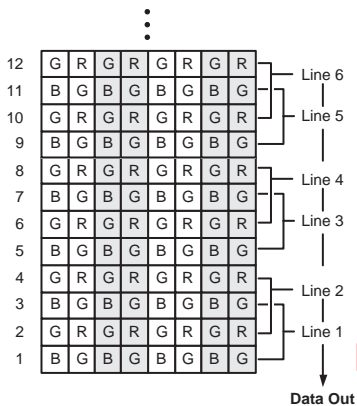 12 G R G R G R G R
Line 6
11 B G B G B G B G
10 G R G R G R G R
Line 5
9 B G B G B G B G
8 G R G R G R G R
Line 4
7 B G B G B G B G
6 G R G R G R G R
Line 3
5 B G B G B G B G
4 G R G R G R G R
Line 2
3 B G B G B G B G
2 G R G R G R G R
Line 1
1 B G B G B G B G
Data Out